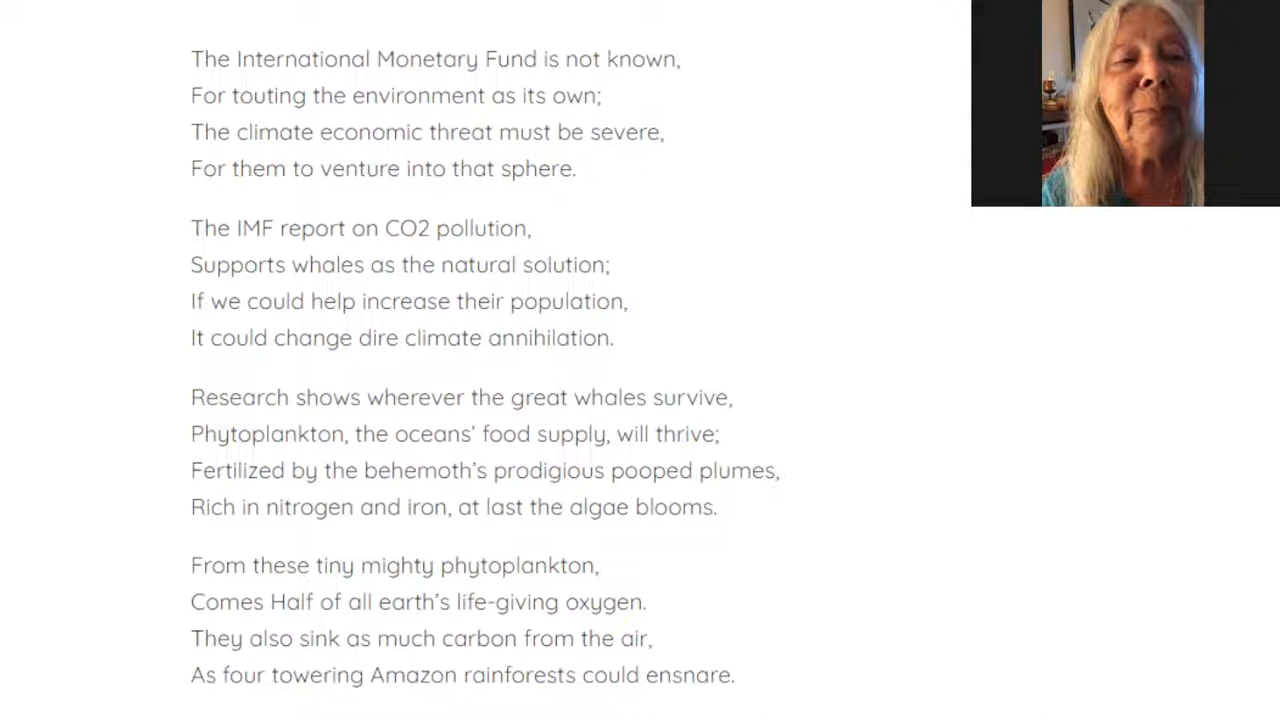 The International Monetary Fund is not known,
For touting the environment as its own;
The climate economic threat must be severe,
For them to venture into that sphere.
The IMF report on CO2 pollution,
Supports whales as the natural solution;
If we could help increase their population,
It could change dire climate annihilation.
Research shows wherever the great whales survive,
Phytoplankton, the oceans’ food supply, will thrive;
Fertilized by the behemoth’s prodigious pooped plumes,
Rich in nitrogen and iron, at last the algae blooms.
From these tiny mighty phytoplankton,
Comes Half of all earth’s life-giving oxygen.
They also sink as much carbon from the air,
As four towering Amazon rainforests could ensnare.